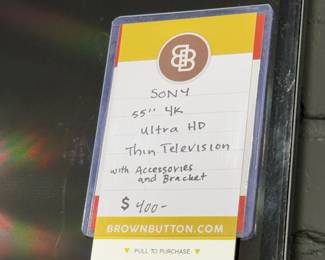 SONY
55" 4K
Ultra HD
Thin Television
with Accessories
and Bracket
$ 400-
BROWNBUTTON.COM
PULL TO PURCHASE